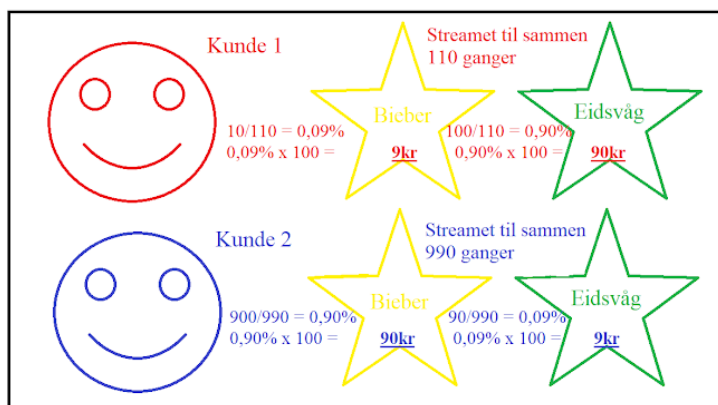 Kunde 1
Streamet til sammen
110 ganger
Bieber
Eidsvåg
10/110 = 0,09%
0,09% x 100 =
9kr
100/110 = 0,90%
0,90% x 100 =
90kr
Kunde 2
Streamet til sammen
990 ganger
Bieber
Eidsvåg
900/990 = 0,90%
0,90% x 100 =
90kr
90/990 = 0,09%
0,09% x 100 =
9kr